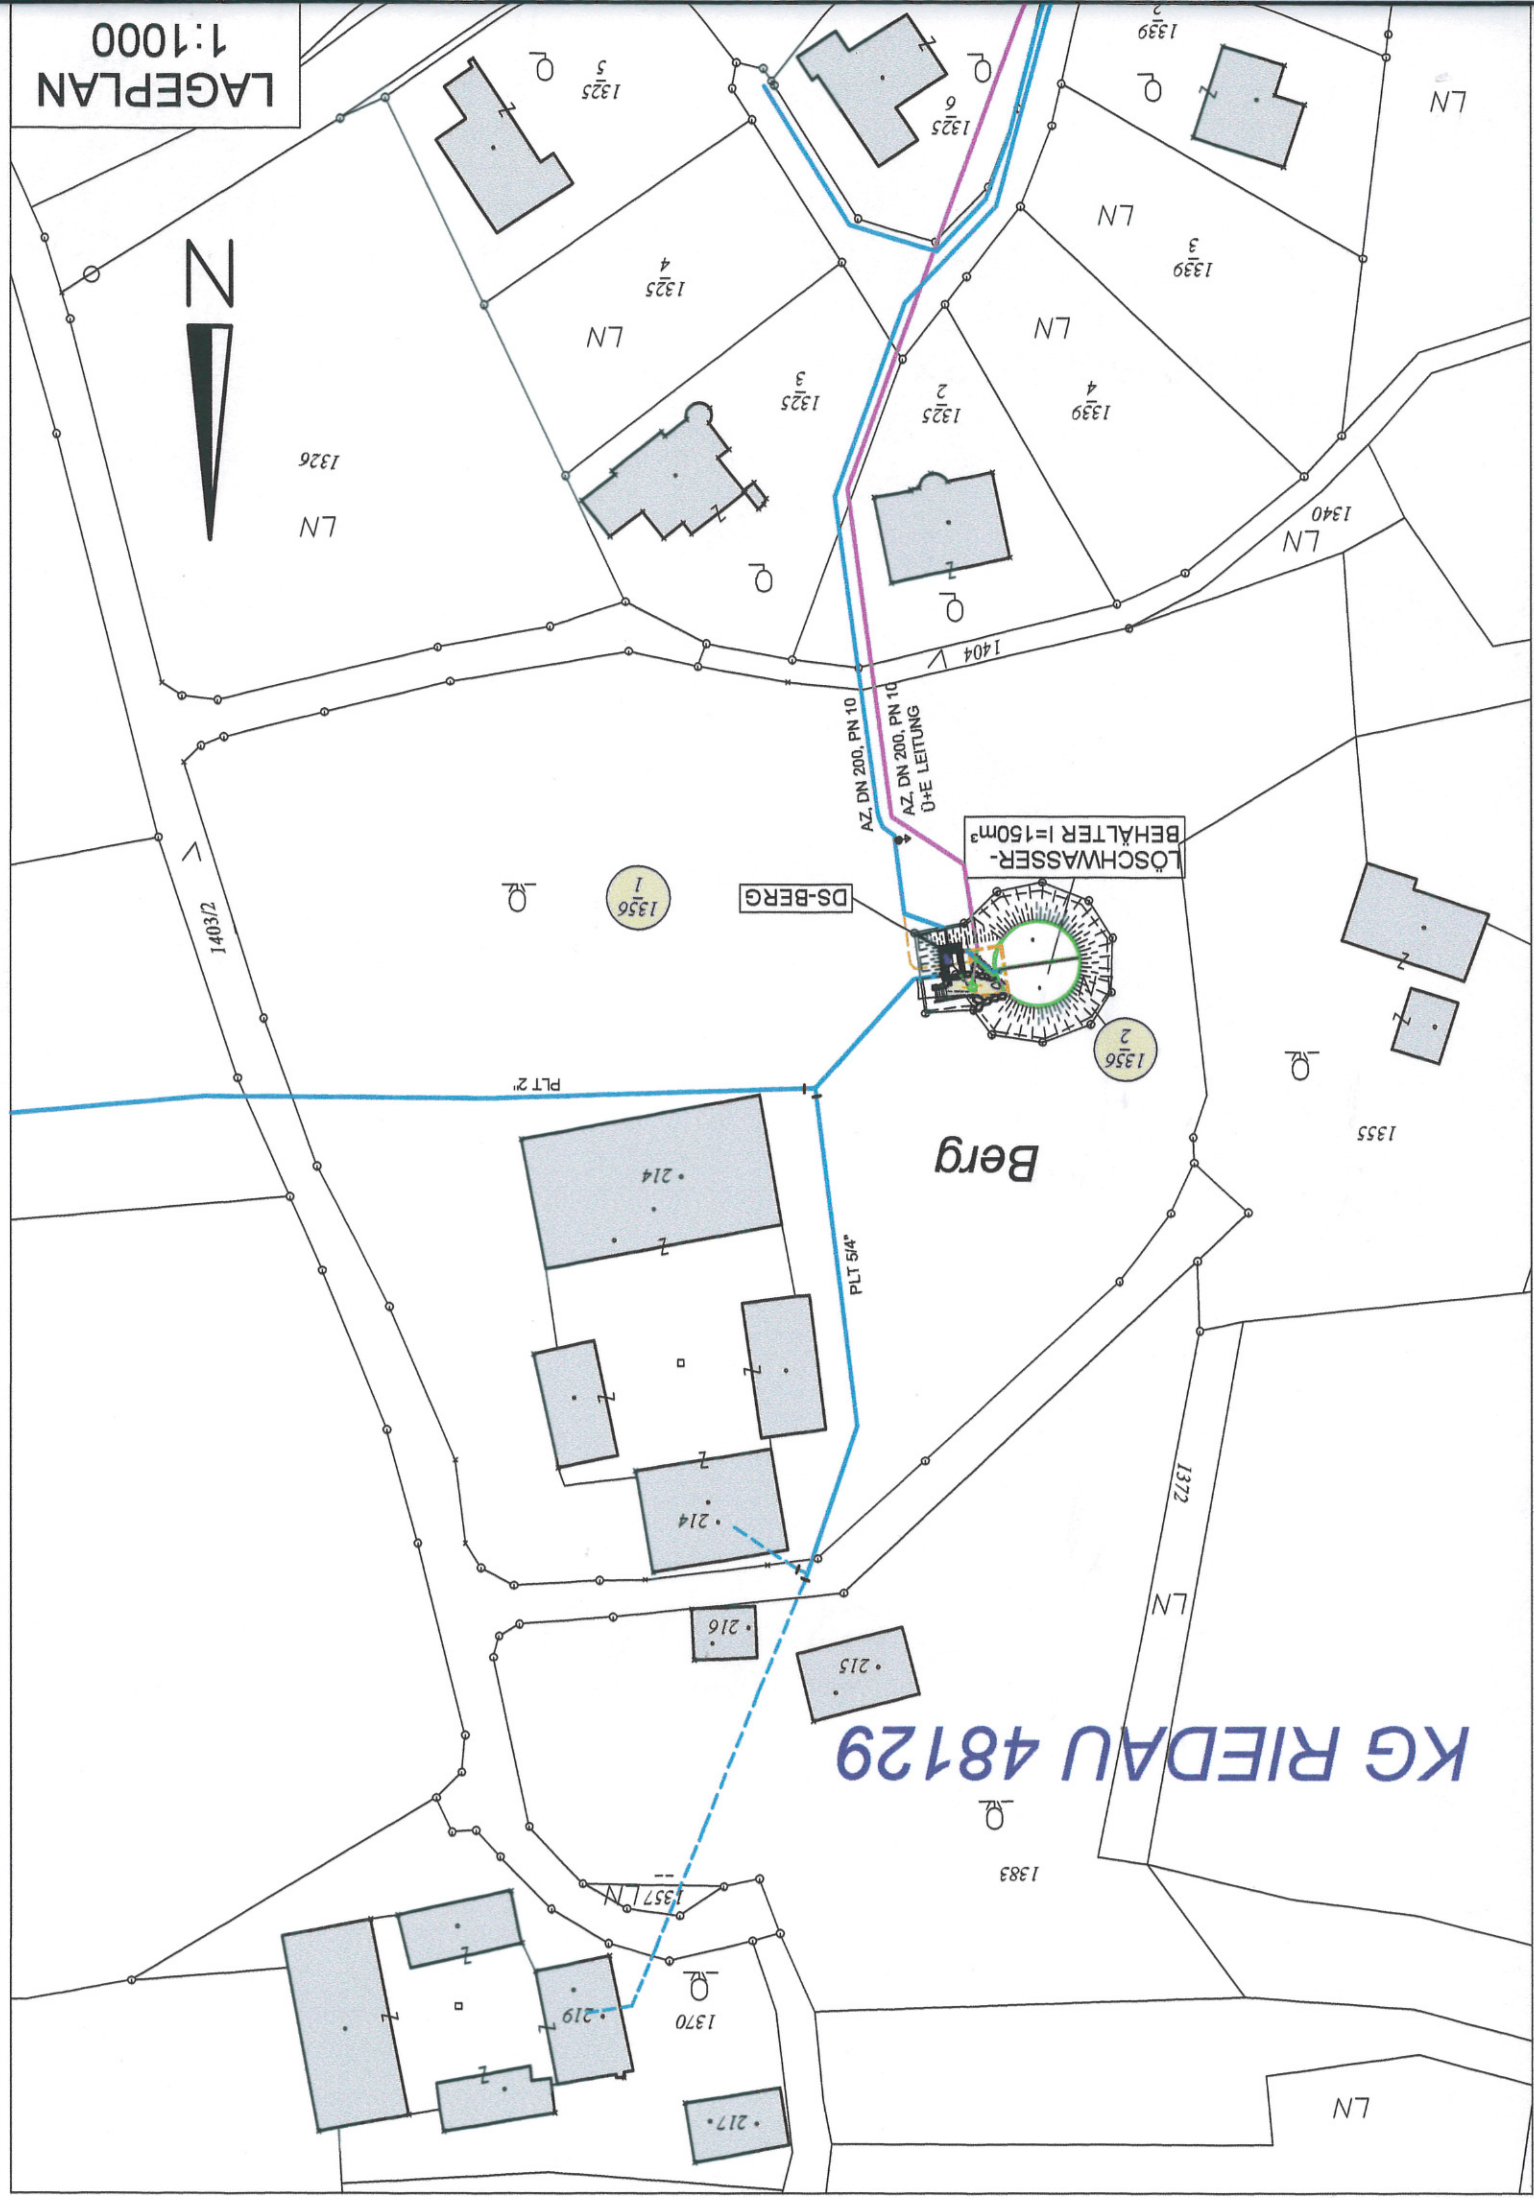 LN
217
219
1370
1383
1357
LN
KG RIEDAU 48129
LN
215
216
1372
214
PLT 5/4"
214
1355
Berg
PLT 2"
1356
2
LÖSCHWASSER-
BEHÄLTER I=150m³
DS-BERG
1356
1
1403/2
AZ, DN 200, PN 10
AZ, DN 200, PN 10
Ü+E LEITUNG
1404
LN
1340
LN
1326
1339
4
LN
1325
2
1325
3
LN
1325
4
N
1339
3
LN
LN
1339
2
1325
6
1325
5
LAGEPLAN
1:1000